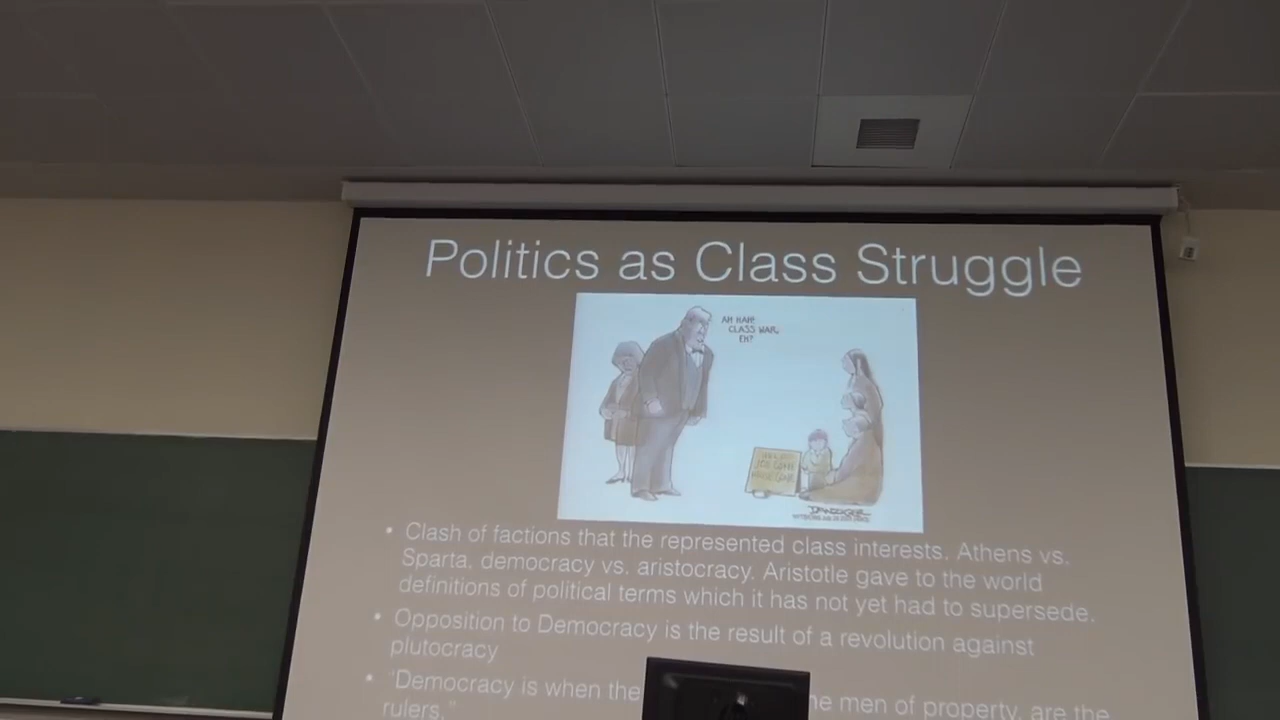 Politics as Class Struggle
AH HAH!
CLASS WAR,
EH?
JOB GONE
DANZIGER
• Clash of factions that the represented class interests. Athens vs.
Sparta, democracy vs. aristocracy. Aristotle gave to the world
definitions of political terms which it has not yet had to supersede.
• Opposition to Democracy is the result of a revolution against
plutocracy
• "Democracy is when the
he men of property, are the
rulers."